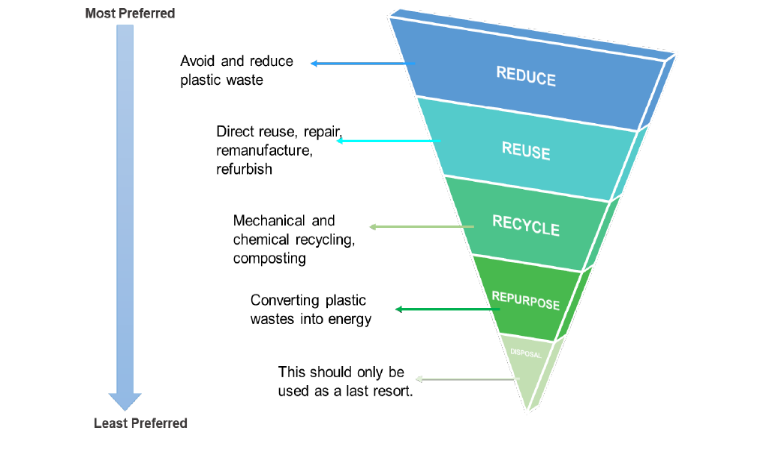 Most Preferred
Avoid and reduce
plastic waste
REDUCE
Direct reuse, repair,
remanufacture,
refurbish
REUSE
Mechanical and
chemical recycling,
composting
RECYCLE
Converting plastic
wastes into energy
REPURPOSE
This should only be
used as a last resort.
DISPOSAL
Least Preferred